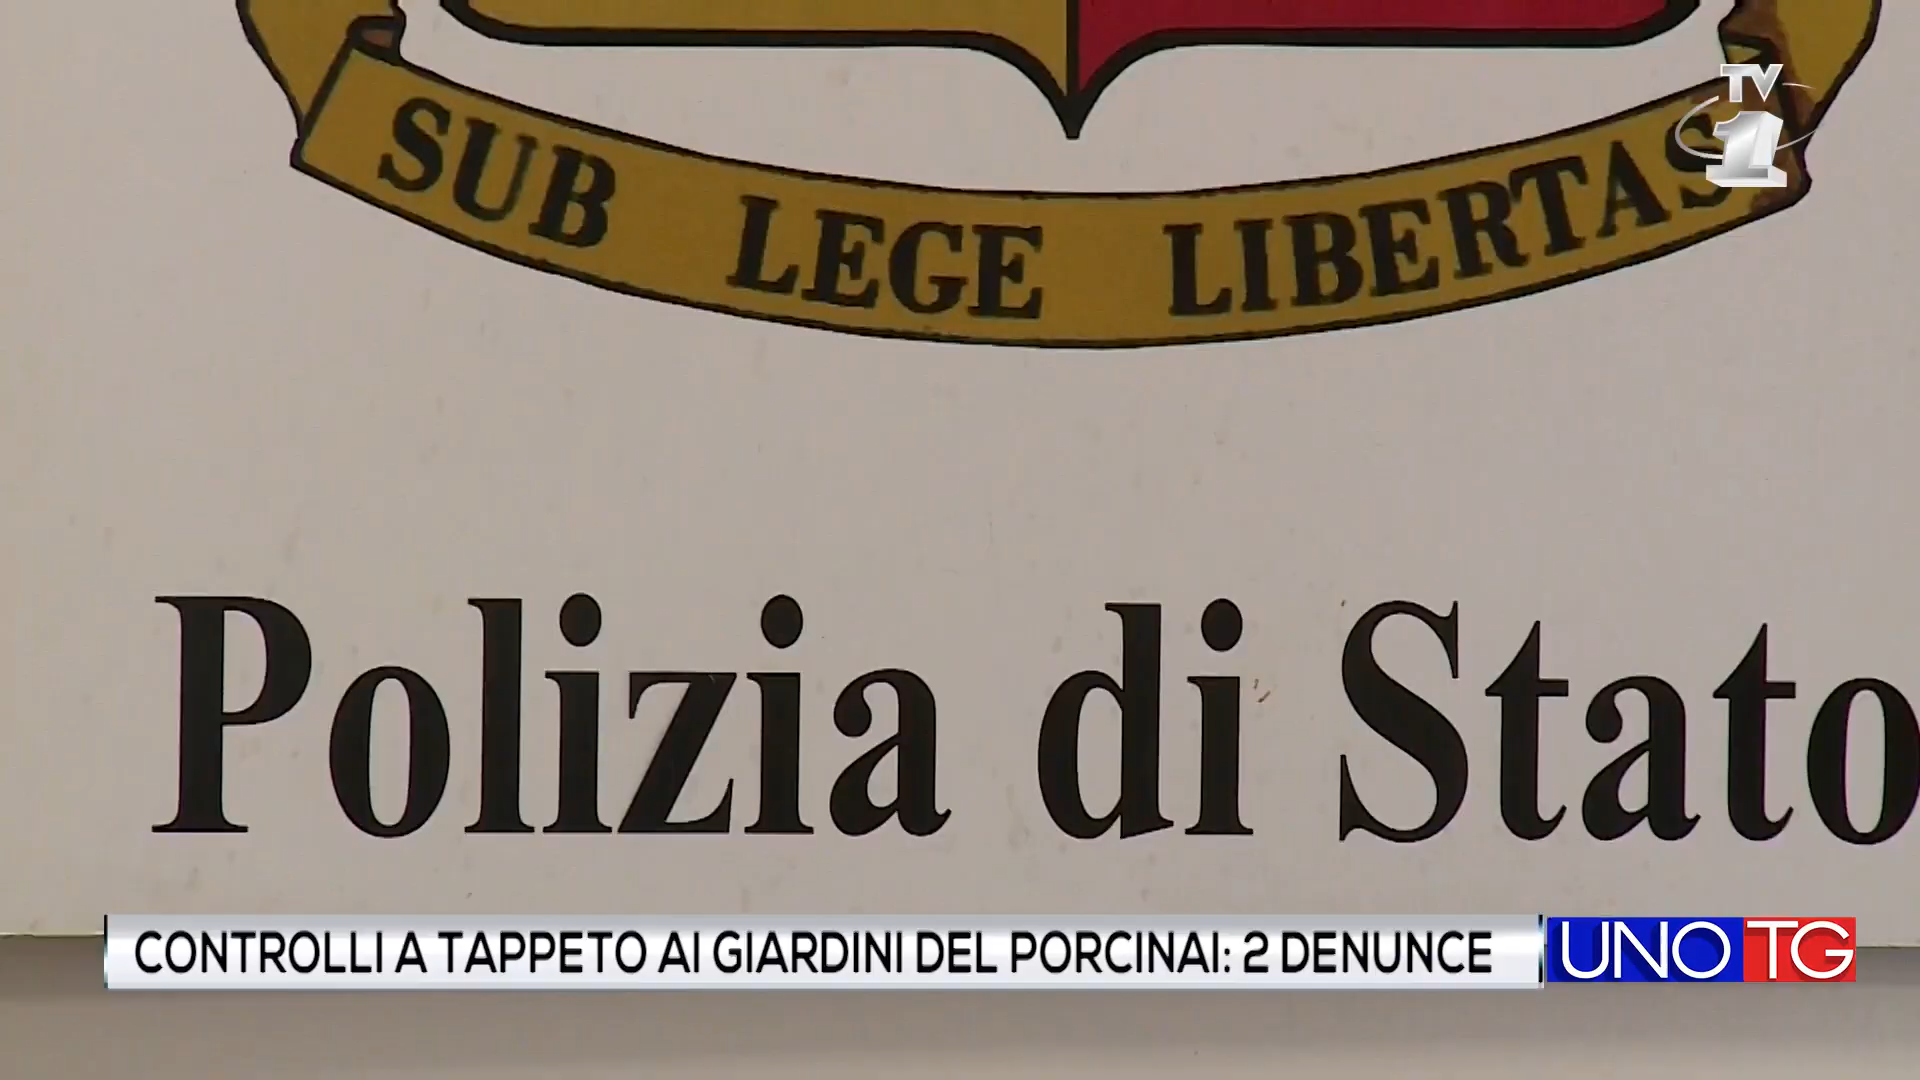 TV
1
SUB LEGE LIBERTAS
Polizia di Stato
CONTROLLI A TAPPETO AI GIARDINI DEL PORCINAI: 2 DENUNCE
UNO TG